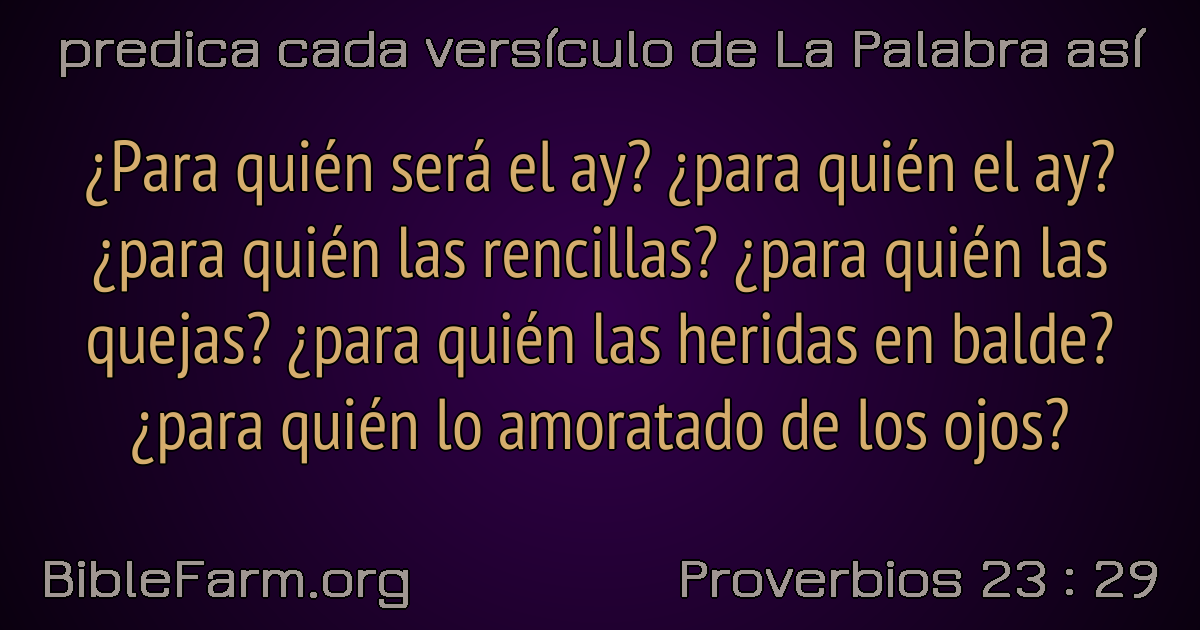 predica cada versículo de La Palabra así
¿Para quién será el ay? ¿para quién el ay?
¿para quién las rencillas? ¿para quién las
quejas? ¿para quién las heridas en balde?
¿para quién lo amoratado de los ojos?
BibleFarm.org
Proverbios 23 : 29